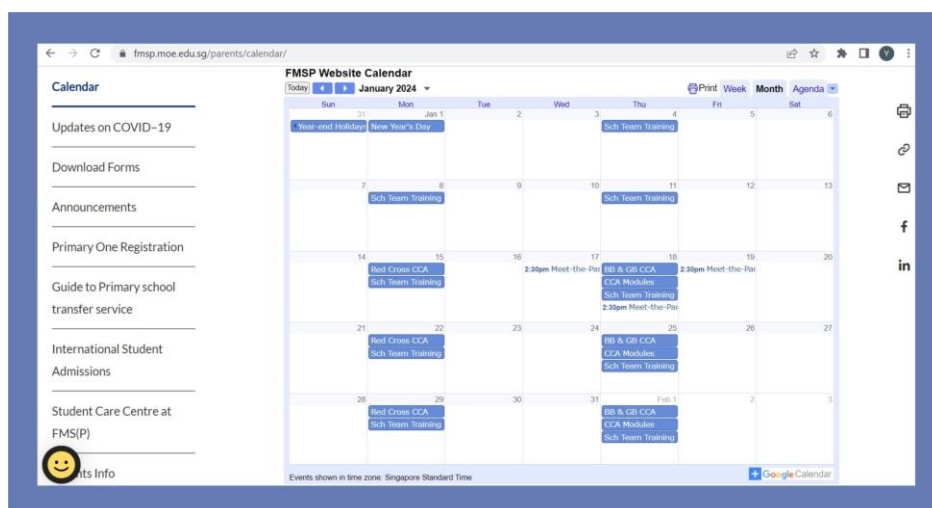 fmsp.moe.edu.sg/parents/calendar/
Y
Calendar
Updates on COVID-19
Download Forms
Announcements
Primary One Registration
Guide to Primary school
transfer service
International Student
Admissions
Student Care Centre at
FMS(P)
ts Info
FMSP Website Calendar
Today January 2024 Print Week Month Agenda
Sun Mon Tue Wed Thu Fri Sat
31 Jan 1 2 3 4 5 6
Year-end Holidays New Year's Day Sch Team Training
7 8 9 10 11 12 13
Sch Team Training Sch Team Training
14 15 16 17 18 19 20
Red Cross CCA 2:30pm Meet-the-Par BB & GB CCA 2:30pm Meet-the-Par
Sch Team Training CCA Modules
Sch Team Training
2:30pm Meet-the-Par
21 22 23 24 25 26 27
Red Cross CCA BB & GB CCA
Sch Team Training CCA Modules
Sch Team Training
28 29 30 31 Feb 1 2 3
Red Cross CCA BB & GB CCA
Sch Team Training CCA Modules
Sch Team Training
Events shown in time zone: Singapore Standard Time
+ Google Calendar
f
in